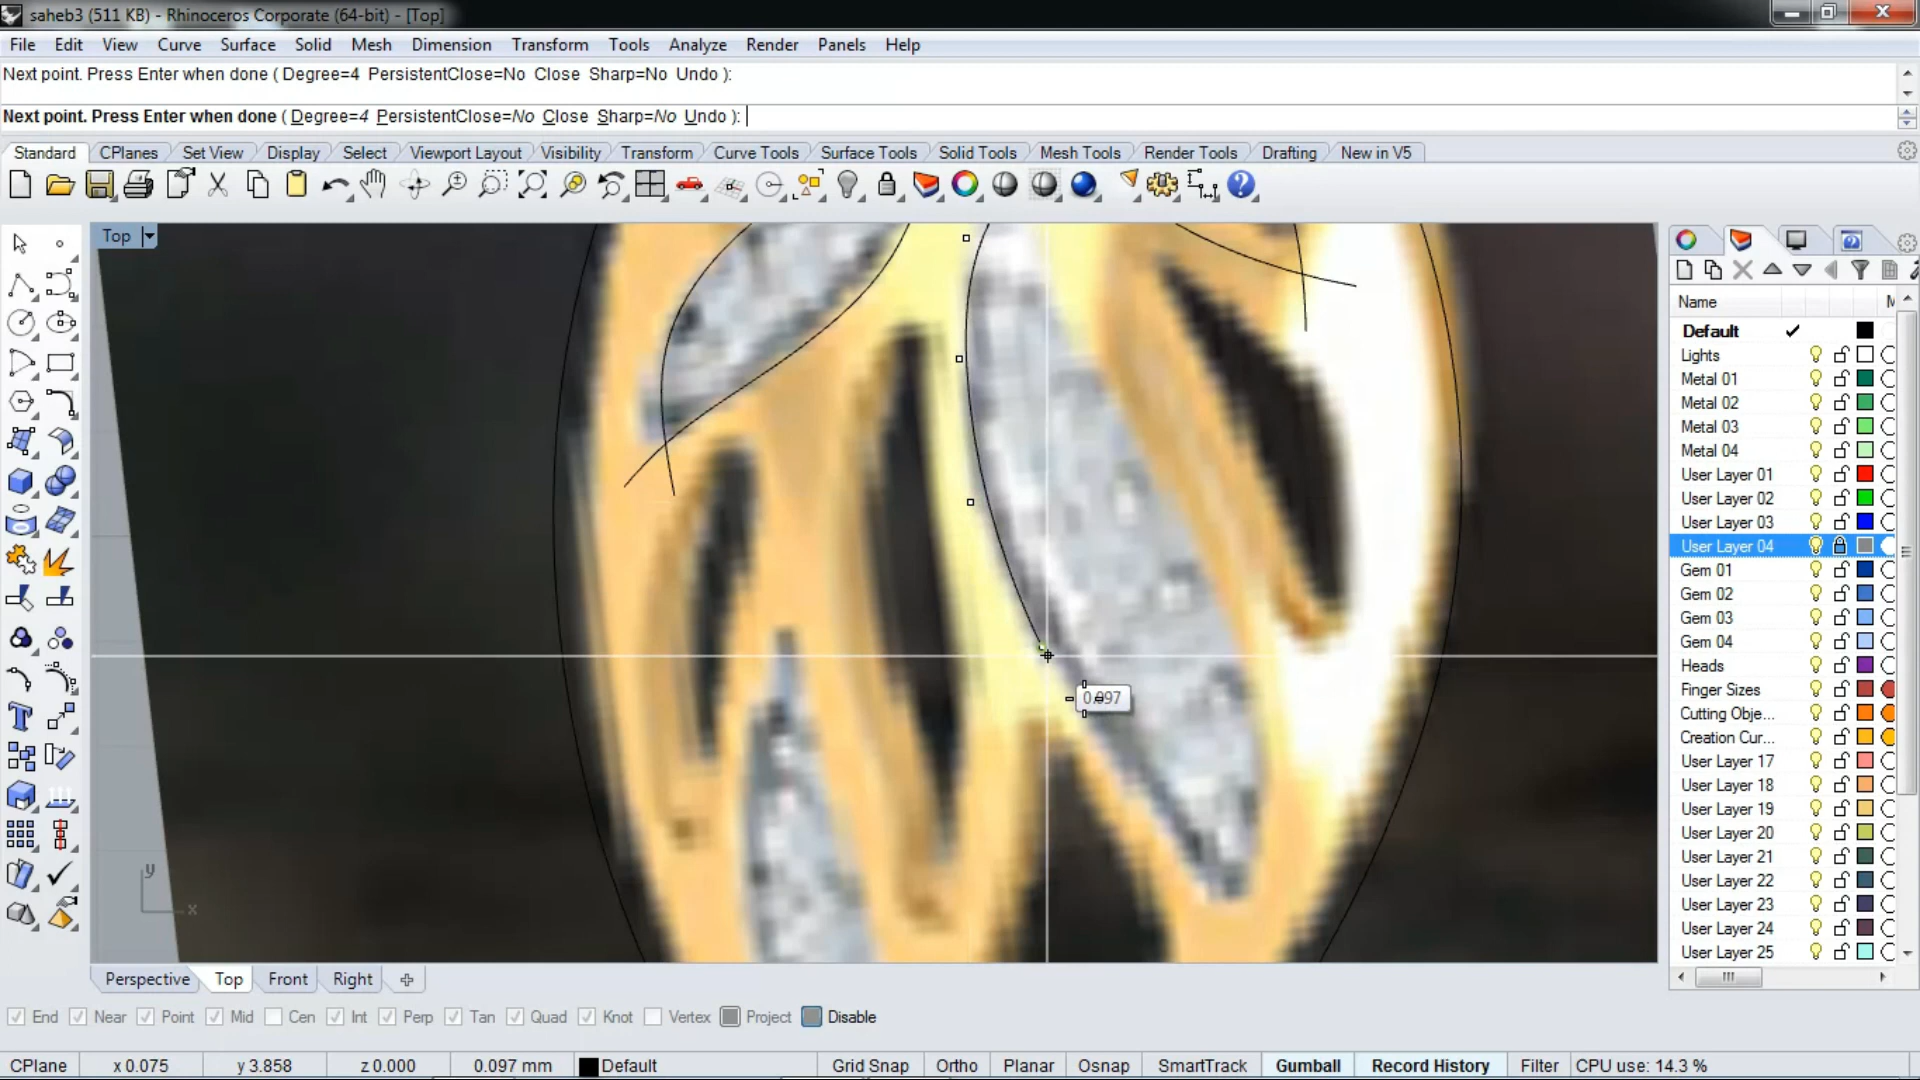 saheb3 (511 KB) - Rhinoceros Corporate (64-bit) - [Top]
File Edit View Curve Surface Solid Mesh Dimension Transform Tools Analyze Render Panels Help
Next point. Press Enter when done ( Degree=4 PersistentClose=No Close Sharp=No Undo ):
Next point. Press Enter when done ( Degree=4 PersistentClose=No Close Sharp=No Undo ):
Standard CPlanes Set View Display Select Viewport Layout Visibility Transform Curve Tools Surface Tools Solid Tools Mesh Tools Render Tools Drafting New in V5
Top
Name M
Default
Lights
Metal 01
Metal 02
Metal 03
Metal 04
User Layer 01
User Layer 02
User Layer 03
User Layer 04
Gem 01
Gem 02
Gem 03
Gem 04
Heads
Finger Sizes
Cutting Obje...
Creation Cur...
User Layer 17
User Layer 18
User Layer 19
User Layer 20
User Layer 21
User Layer 22
User Layer 23
User Layer 24
User Layer 25
0.097
y
x
Perspective Top Front Right
End Near Point Mid Cen Int Perp Tan Quad Knot Vertex Project Disable
CPlane x 0.075 y 3.858 z 0.000 0.097 mm Default Grid Snap Ortho Planar Osnap SmartTrack Gumball Record History Filter CPU use: 14.3 %